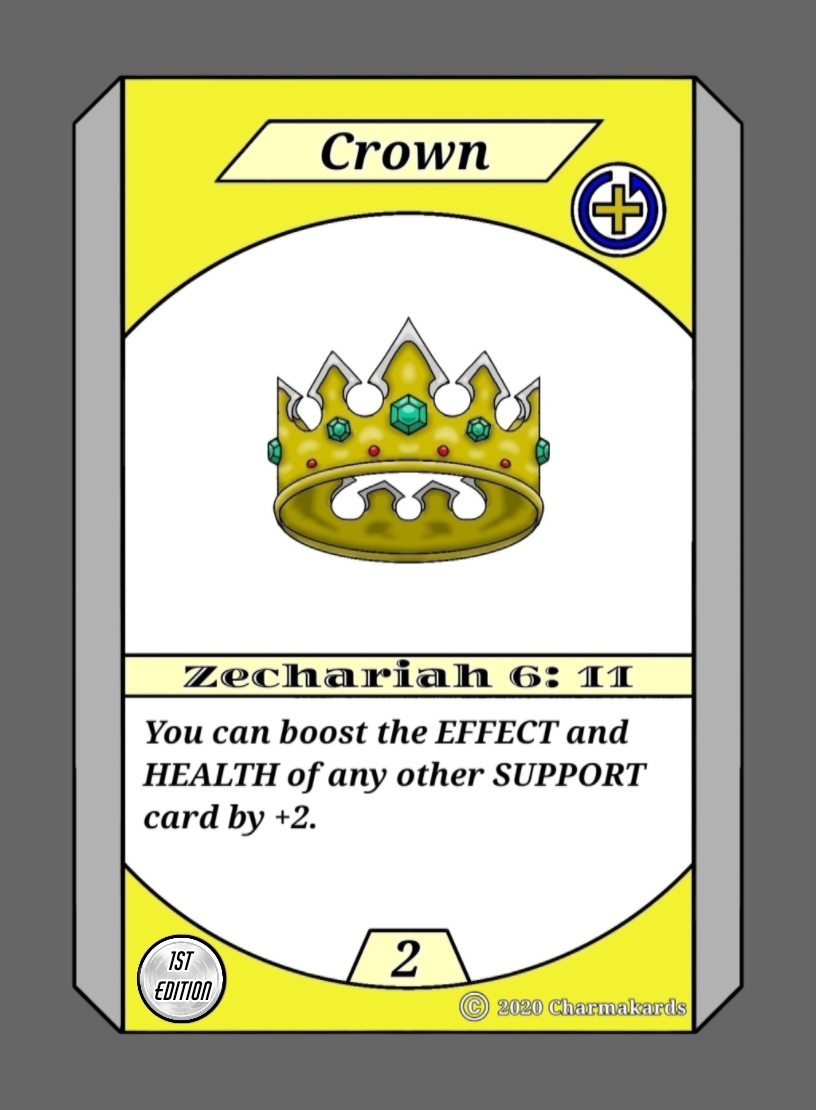 Crown
Zechariah 6: 11
You can boost the EFFECT and
HEALTH of any other SUPPORT
card by +2.
2
1ST
EDITION
© 2020 Charmakards